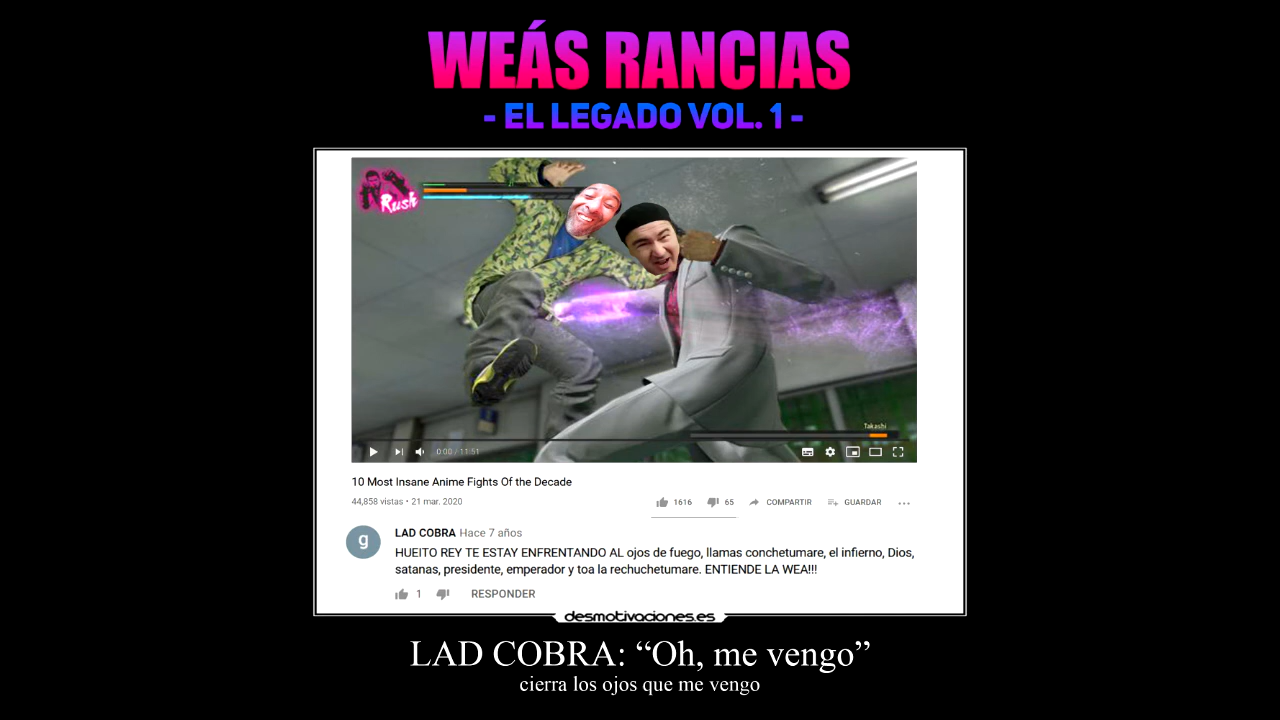 WEÁS RANCIAS
- EL LEGADO VOL. 1 -
Rush
Takashi
0:00 / 11:51
10 Most Insane Anime Fights Of the Decade
44,858 vistas • 21 mar. 2020
1616 65 COMPARTIR GUARDAR ...
g
LAD COBRA Hace 7 años
HUEITO REY TE ESTAY ENFRENTANDO AL ojos de fuego, llamas conchetumare, el infierno, Dios,
satanas, presidente, emperador y toa la rechuchetumare. ENTIENDE LA WEA!!!
1 RESPONDER
desmotivaciones.es
LAD COBRA: “Oh, me vengo”
cierra los ojos que me vengo